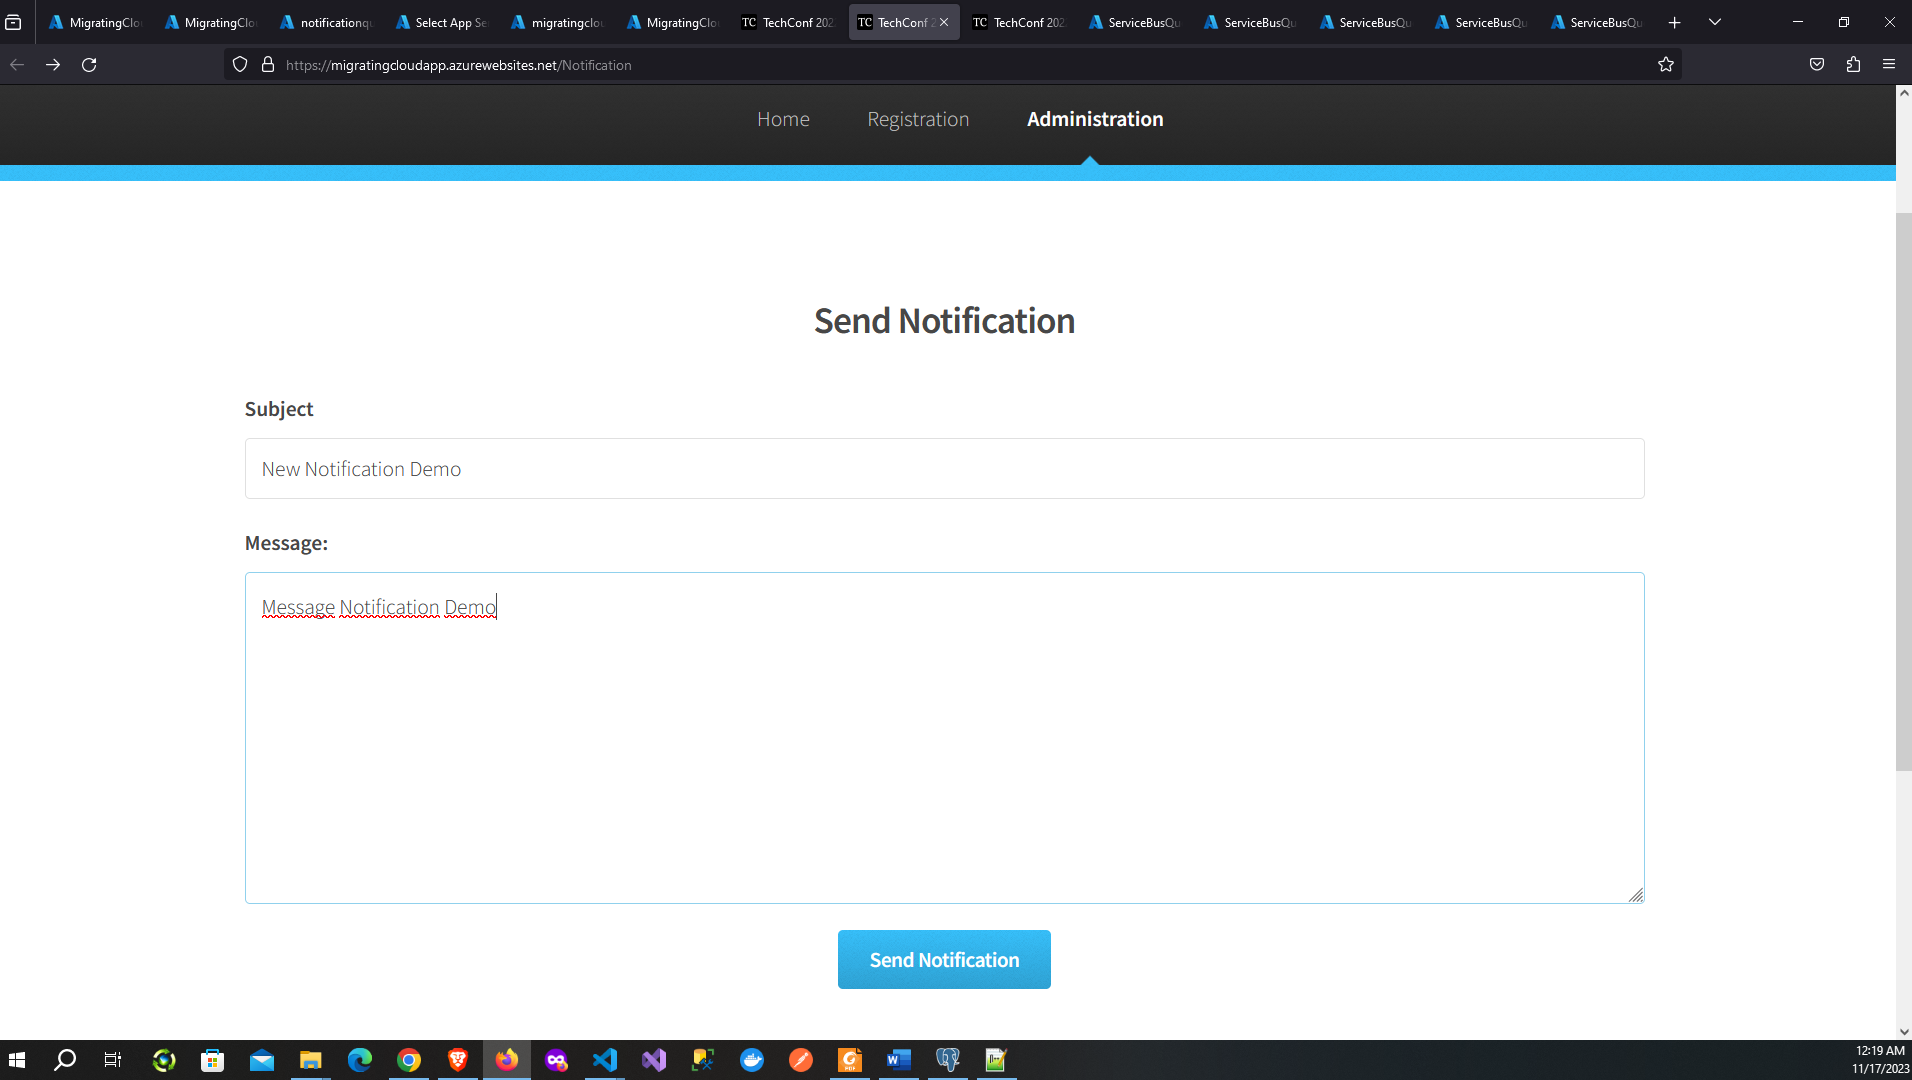 MigratingClo
MigratingClo
notificationqu
Select App Se
migratingclou
MigratingClo
TC TechConf 202
TC TechConf 2
TC TechConf 202
ServiceBusQu
ServiceBusQu
ServiceBusQu
ServiceBusQu
ServiceBusQu
https://migratingcloudapp.azurewebsites.net/Notification
Home Registration Administration
Send Notification
Subject
New Notification Demo
Message:
Message Notification Demo
Send Notification
12:19 AM
11/17/2023